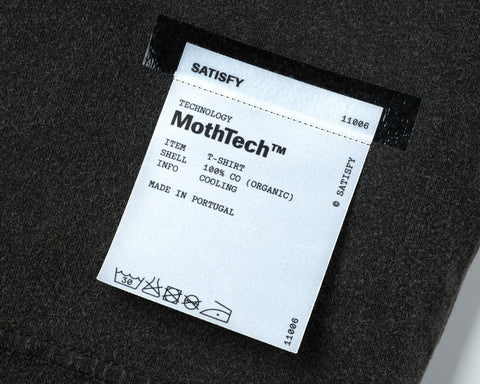 SATISFY
11006
TECHNOLOGY
MothTech™
ITEM T-SHIRT
SHELL 100% CO (ORGANIC)
INFO COOLING
MADE IN PORTUGAL
© SATISFY
30
11006